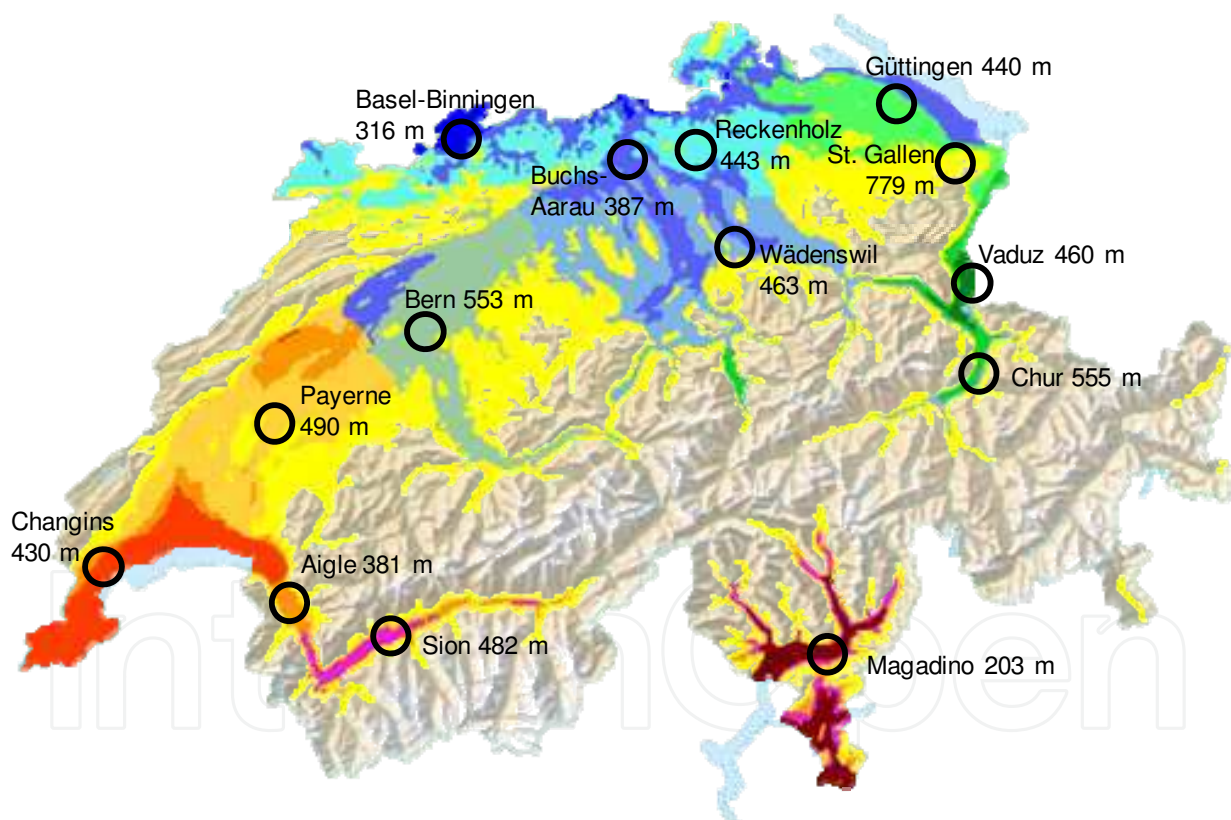 Güttingen 440 m
Basel-Binningen
316 m
Reckenholz
443 m
St. Gallen
779 m
Buchs-
Aarau 387 m
Wädenswil
463 m
Vaduz 460 m
Bern 553 m
Chur 555 m
Payerne
490 m
Changins
430 m
Aigle 381 m
Sion 482 m
Magadino 203 m
IntechOpen